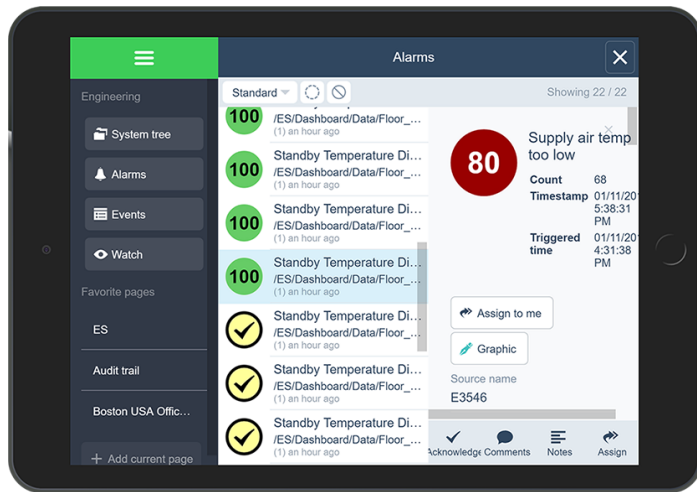 Alarms
Engineering
System tree
Alarms
Events
Watch
Favorite pages
ES
Audit trail
Boston USA Offic...
Add current page
Standard
Showing 22 / 22
100
/ES/Dashboard/Data/Floor_...
(1) an hour ago
100
Standby Temperature Di...
/ES/Dashboard/Data/Floor_...
(1) an hour ago
100
Standby Temperature Di...
/ES/Dashboard/Data/Floor_...
(1) an hour ago
100
Standby Temperature Di...
/ES/Dashboard/Data/Floor_...
(1) an hour ago
Standby Temperature Di...
/ES/Dashboard/Data/Floor_...
(1) an hour ago
Standby Temperature Di...
/ES/Dashboard/Data/Floor_...
(1) an hour ago
Standby Temperature Di...
/ES/Dashboard/Data/Floor_...
(1) an hour ago
80
Supply air temp
too low
Count 68
Timestamp 01/11/201
5:38:31
PM
Triggered 01/11/201
time 4:31:38
PM
Assign to me
Graphic
Source name
E3546
Acknowledge Comments Notes Assign